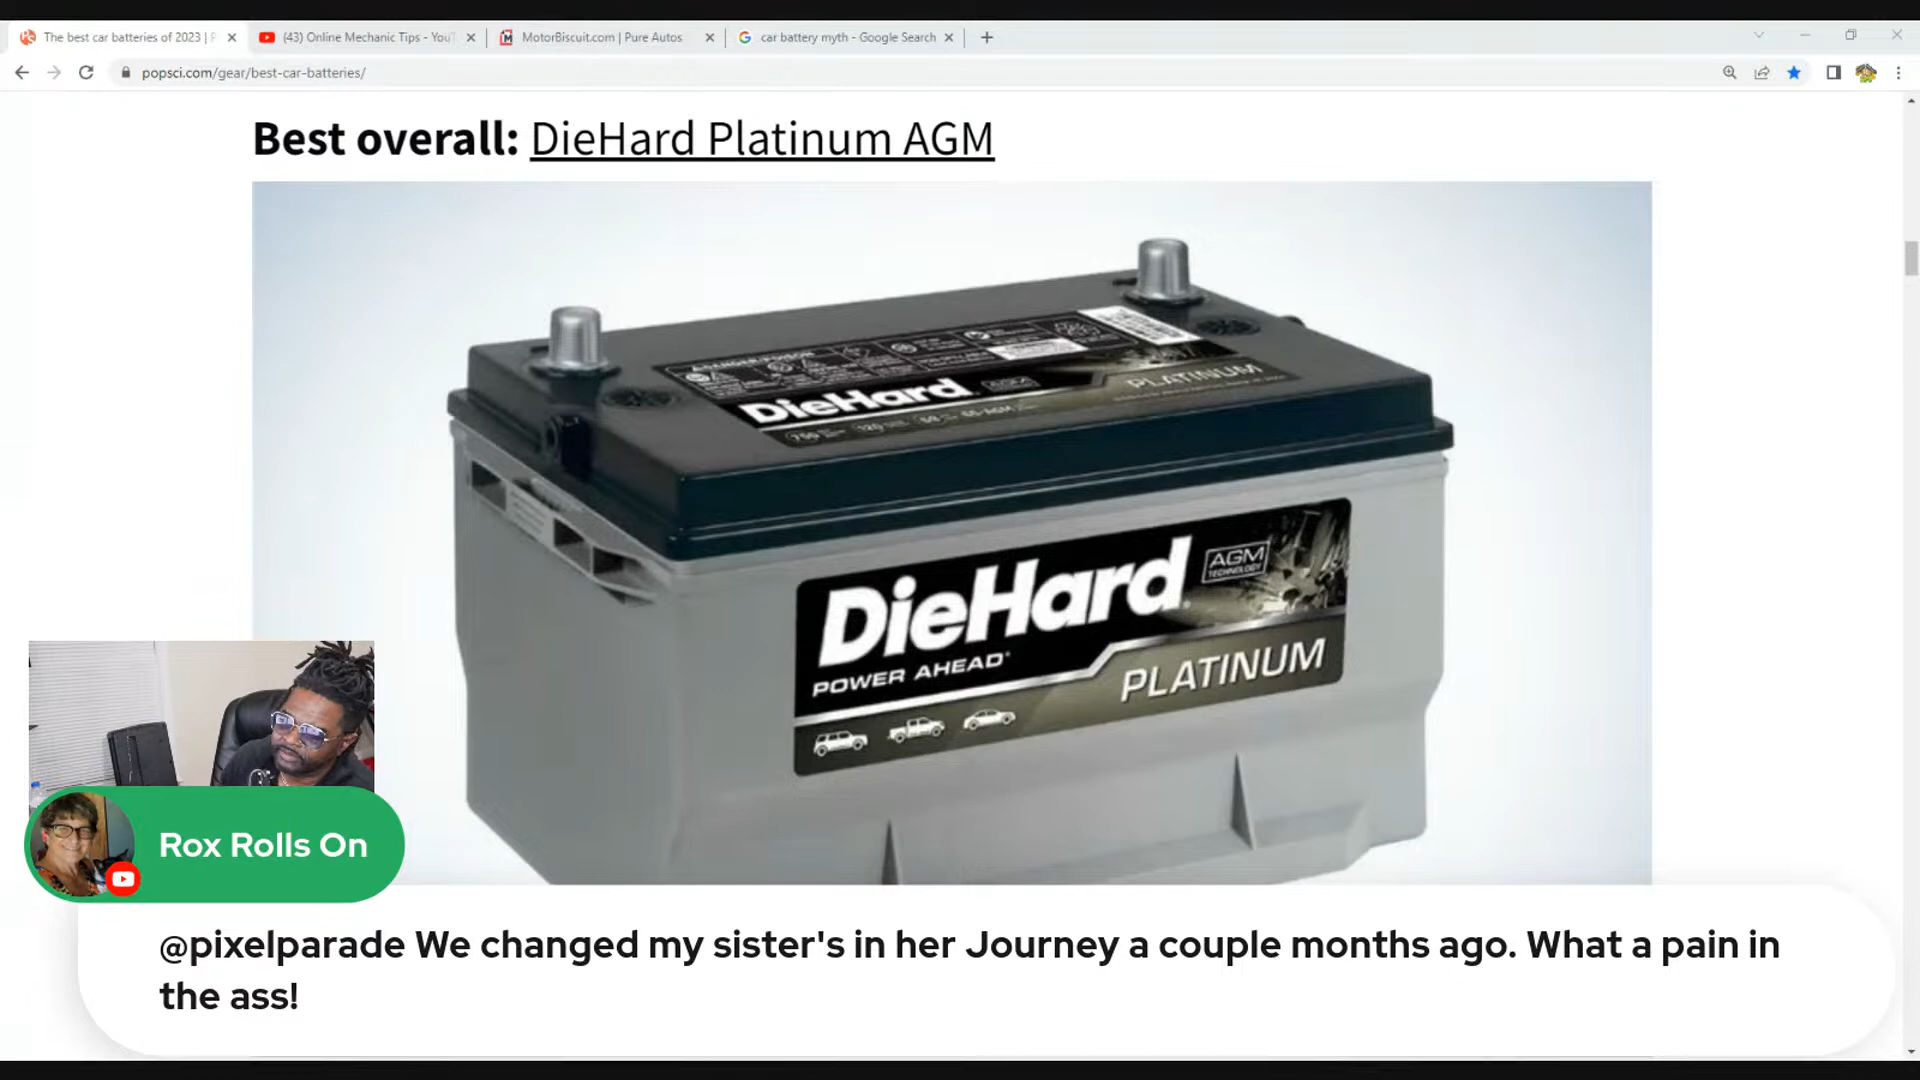 The best car batteries of 2023 | P
(43) Online Mechanic Tips - YouT
MotorBiscuit.com | Pure Autos
car battery myth - Google Search
popsci.com/gear/best-car-batteries/
Best overall: DieHard Platinum AGM
DieHard
PLATINUM
DieHard
AGM
TECHNOLOGY
POWER AHEAD
PLATINUM
Rox Rolls On
@pixelparade We changed my sister's in her Journey a couple months ago. What a pain in
the ass!